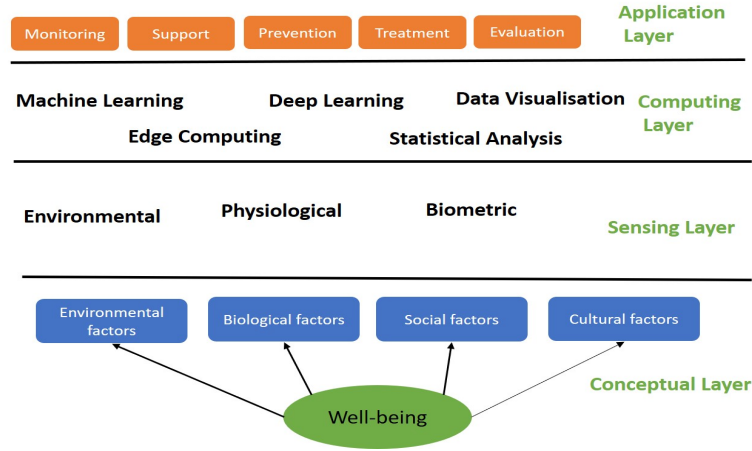 Application
Layer
Monitoring
Support
Prevention
Treatment
Evaluation
Machine Learning
Deep Learning
Data Visualisation
Computing
Layer
Edge Computing
Statistical Analysis
Environmental
Physiological
Biometric
Sensing Layer
Environmental
factors
Biological factors
Social factors
Cultural factors
Conceptual Layer
Well-being